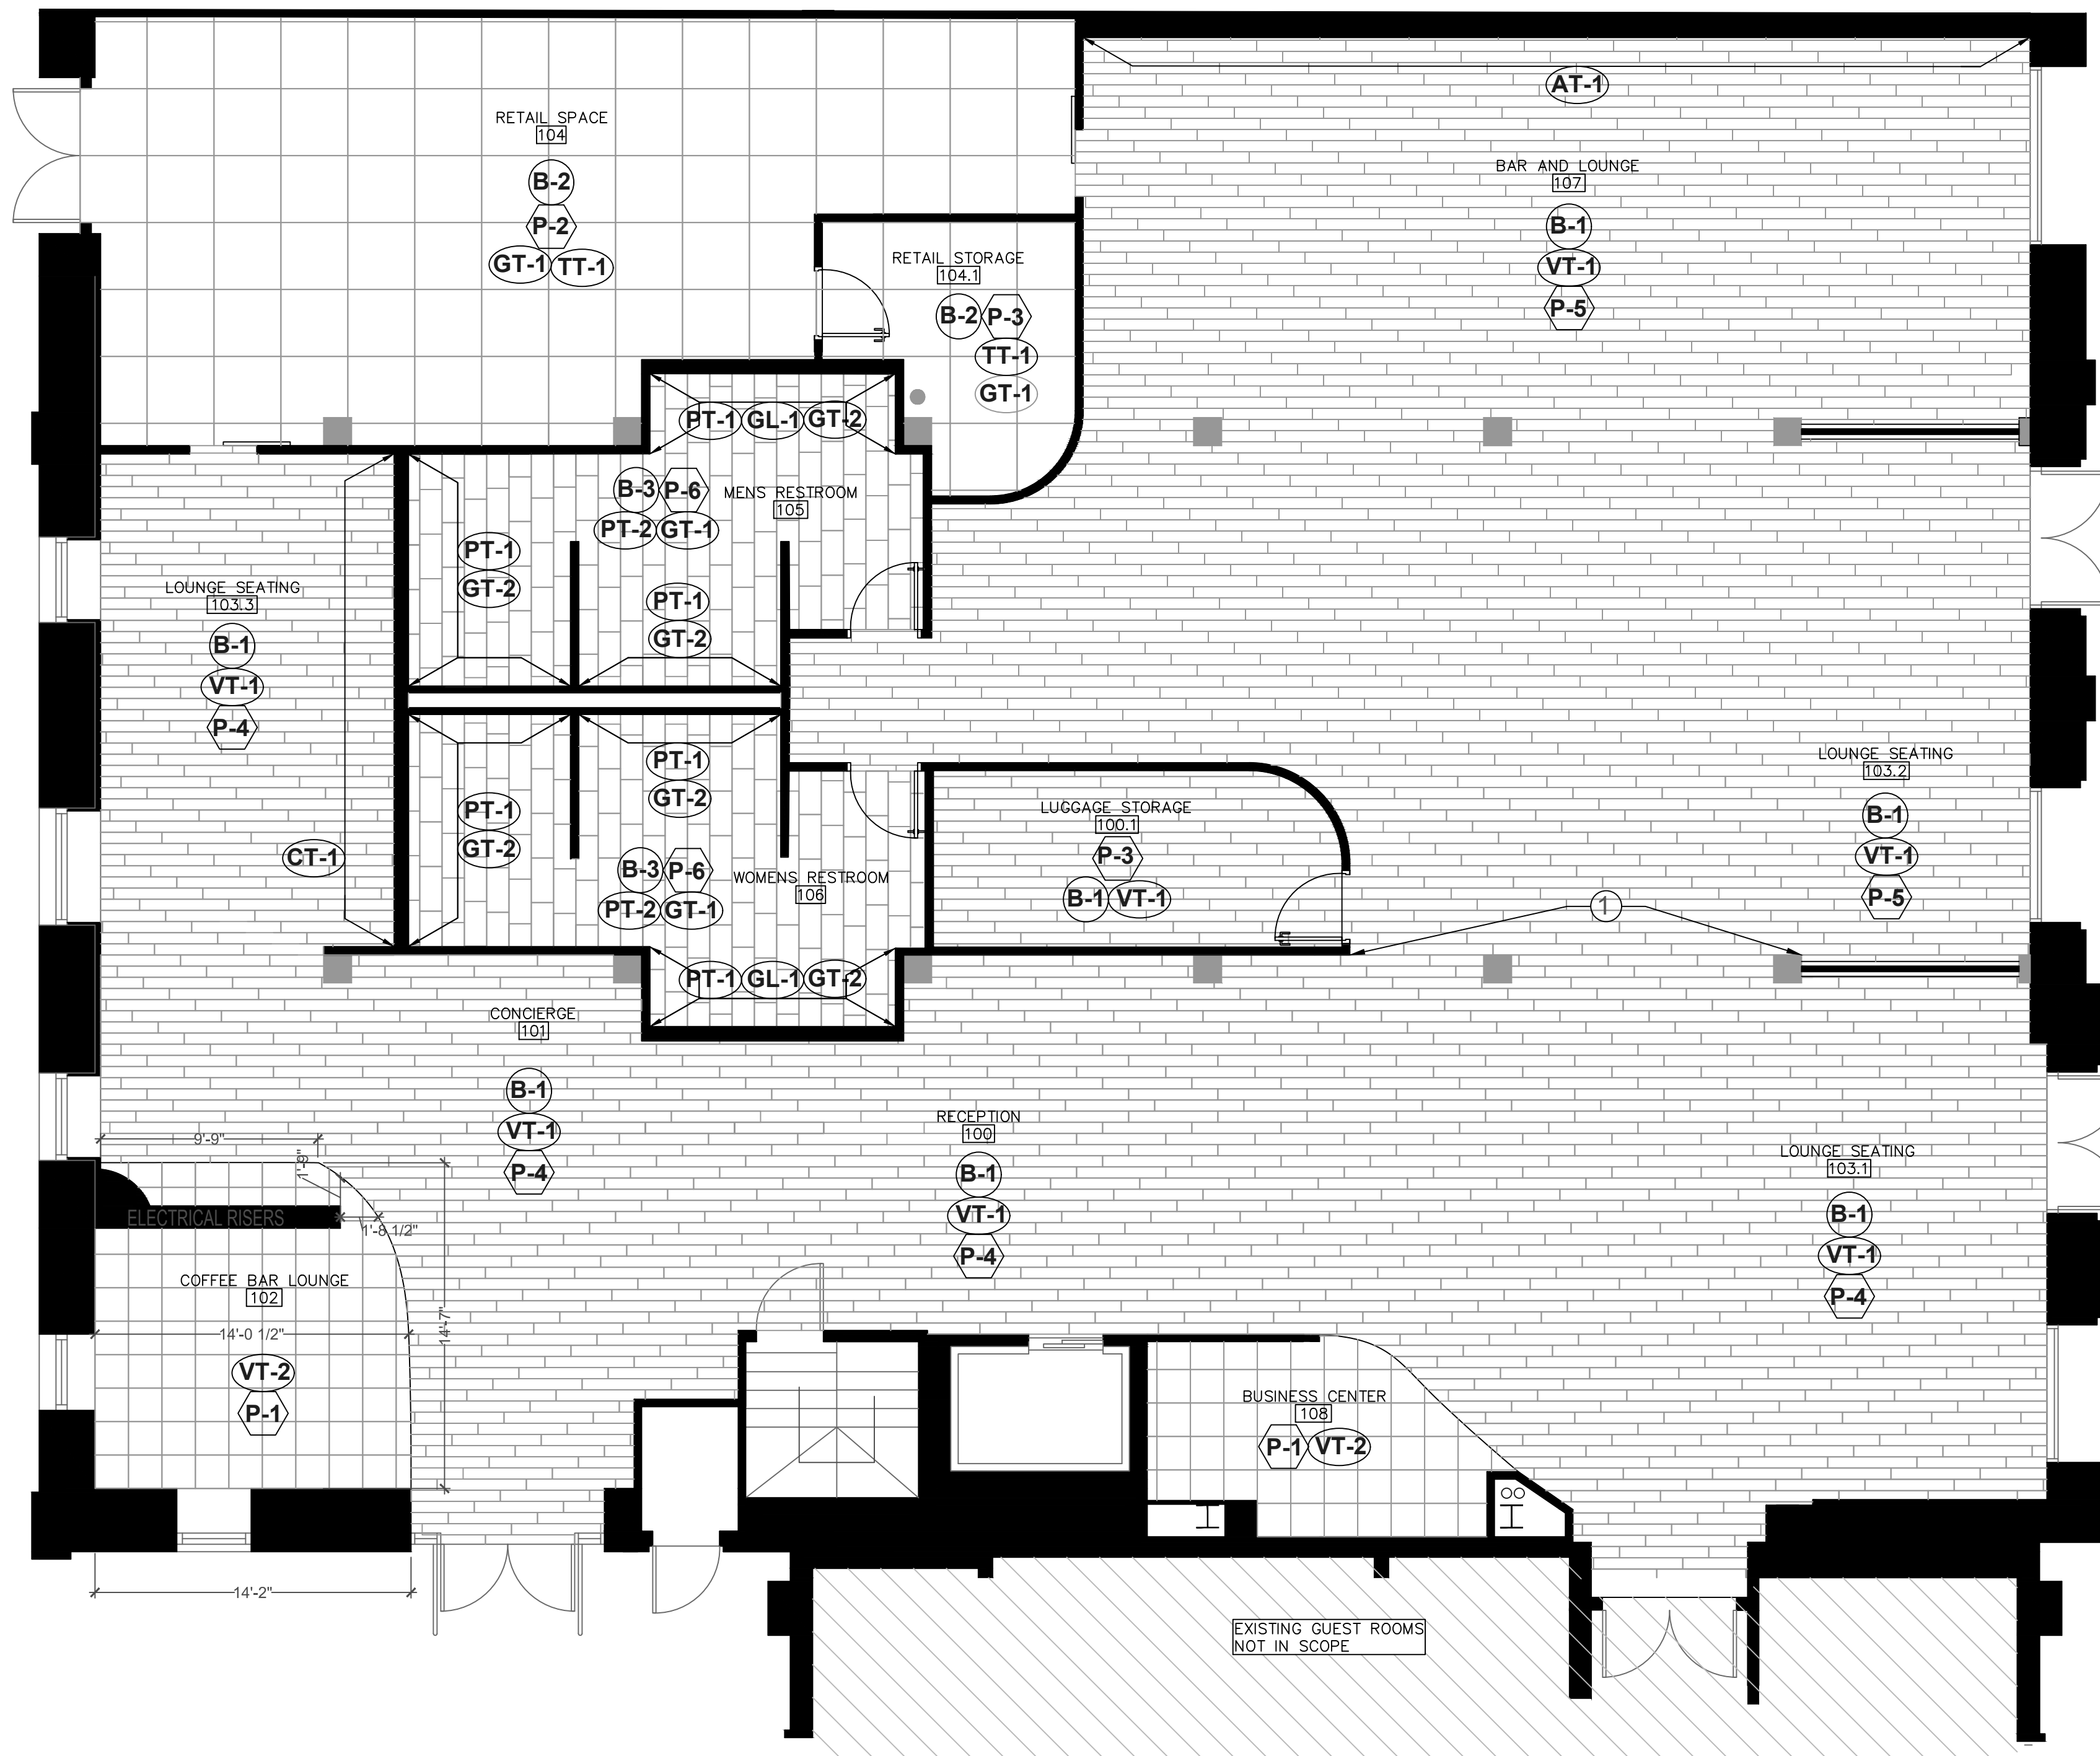 AT-1
RETAIL SPACE
104
B-2
P-2
GT-1 TT-1
BAR AND LOUNGE
107
B-1
VT-1
P-5
RETAIL STORAGE
104.1
B-2 P-3
TT-1
GT-1
PT-1 GL-1 GT-2
B-3 P-6
PT-2 GT-1
MENS RESTROOM
105
PT-1
GT-2
PT-1
GT-2
LOUNGE SEATING
103.3
B-1
VT-1
P-4
CT-1
PT-1
GT-2
PT-1
GT-2
B-3 P-6
PT-2 GT-1
WOMENS RESTROOM
106
PT-1 GL-1 GT-2
LUGGAGE STORAGE
100.1
P-3
B-1 VT-1
LOUNGE SEATING
103.2
B-1
VT-1
P-5
1
CONCIERGE
101
B-1
VT-1
P-4
RECEPTION
100
B-1
VT-1
P-4
LOUNGE SEATING
103.1
B-1
VT-1
P-4
9'-9"
1'-9"
ELECTRICAL RISERS
1'-8 1/2"
COFFEE BAR LOUNGE
102
14'-0 1/2"
14'-7"
VT-2
P-1
BUSINESS CENTER
108
P-1 VT-2
14'-2"
EXISTING GUEST ROOMS
NOT IN SCOPE